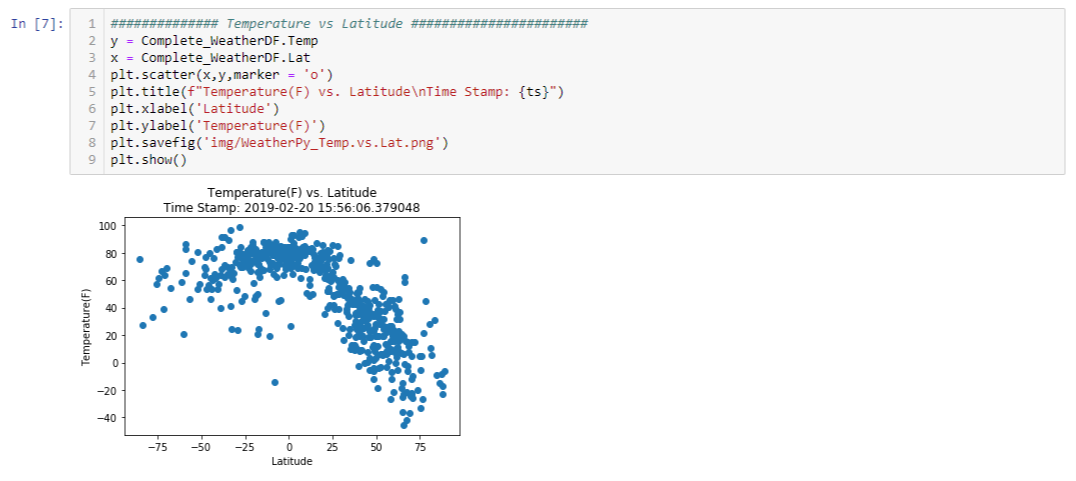 In [7]:
1 ############## Temperature vs Latitude #######################
2 y = Complete_WeatherDF.Temp
3 x = Complete_WeatherDF.Lat
4 plt.scatter(x,y,marker = 'o')
5 plt.title(f"Temperature(F) vs. Latitude\nTime Stamp: {ts}")
6 plt.xlabel('Latitude')
7 plt.ylabel('Temperature(F)')
8 plt.savefig('img/WeatherPy_Temp.vs.Lat.png')
9 plt.show()
Temperature(F) vs. Latitude
Time Stamp: 2019-02-20 15:56:06.379048
Temperature(F)
100
80
60
40
20
0
−20
−40
−75 −50 −25 0 25 50 75
Latitude